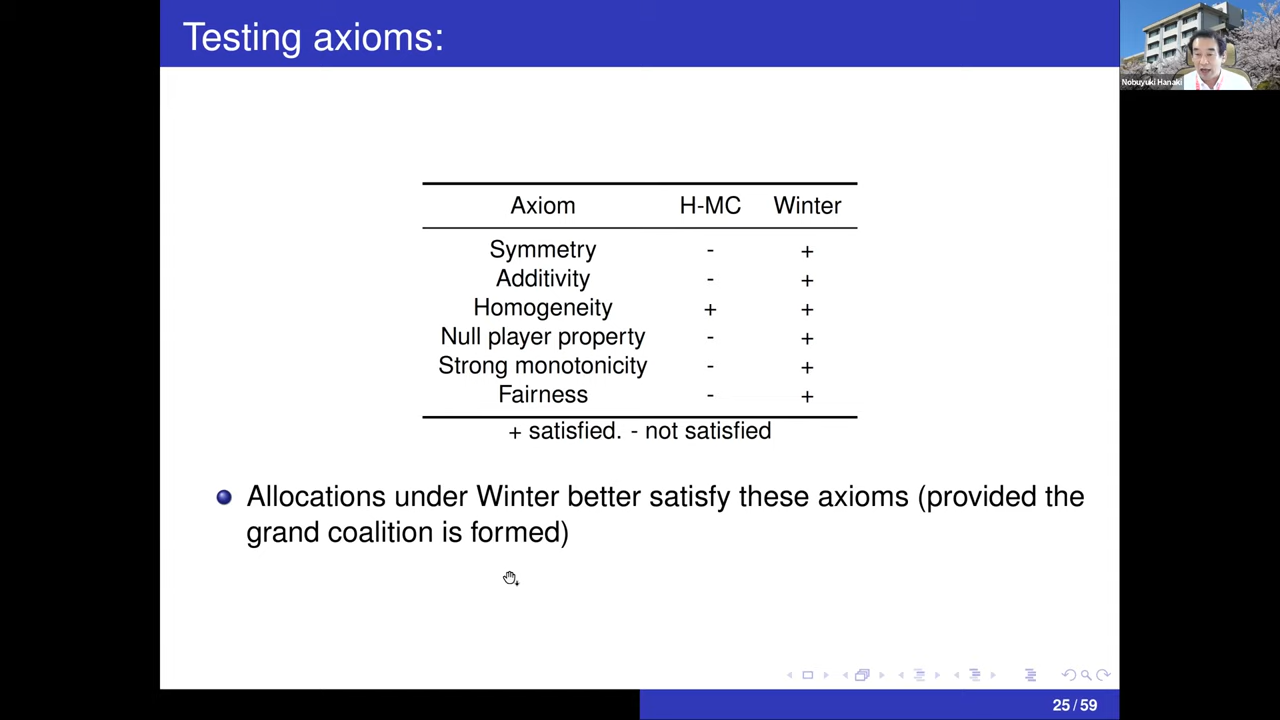 Testing axioms:
Nobuyuki Hanaki
Axiom H-MC Winter
Symmetry - +
Additivity - +
Homogeneity + +
Null player property - +
Strong monotonicity - +
Fairness - +
+ satisfied. - not satisfied
Allocations under Winter better satisfy these axioms (provided the
grand coalition is formed)
25 / 59